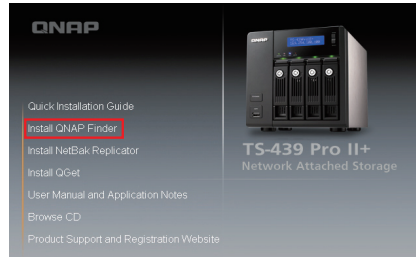 QNAP
Quick Installation Guide
Install QNAP Finder
Install NetBak Replicator
Install QGet
User Manual and Application Notes
Browse CD
Product Support and Registration Website
TS-439 Pro II+
Network Attached Storage